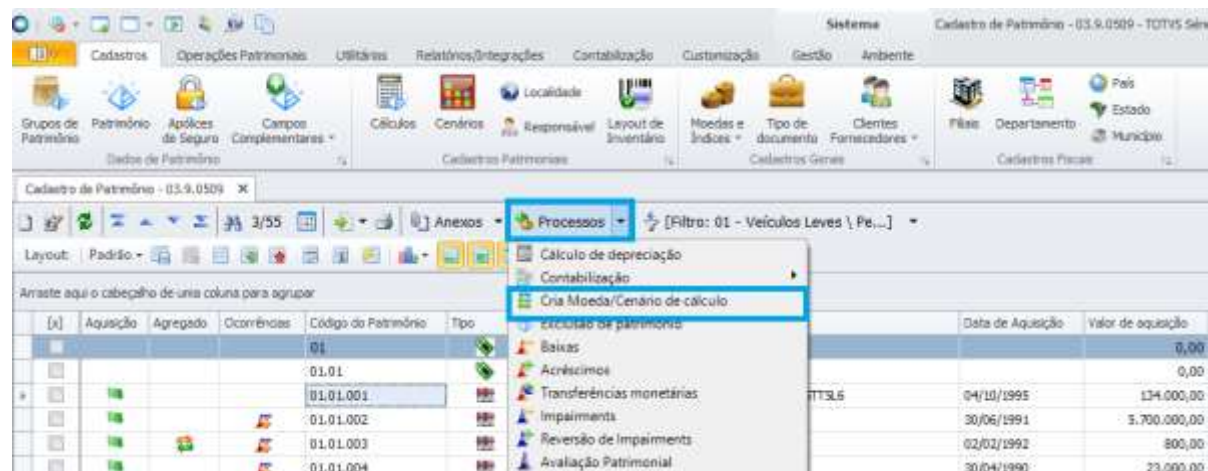 Sistema Cadastro de Patrimônio - 03.9.0509 - TOTVS
Cadastros Operações Patrimoniais Utilitários Relatórios/Integrações Contabilização Customização Gestão Ambiente
Grupos de Patrimônio Patrimônio Apólices de Seguro Campos Complementares Cálculos Cenários Localidade Responsável Layout de Inventário Moedas e Índices Tipo de documento Clientes Fornecedores Filiais Departamento País Estado Município
Dados de Patrimônio Cadastros Patrimoniais Cadastros Gerais Cadastros Fiscais
Cadastro de Patrimônio - 03.9.0509 X
3/55 Anexos Processos [Filtro: 01 - Veículos Leves \ Pe...]
Layout: Padrão
Cálculo de depreciação
Contabilização
Arraste aqui o cabeçalho de uma coluna para agrupar
Cria Moeda/Cenário de cálculo
[x] Aquisição Agregado Ocorrências Código do Patrimônio Tipo Exclusão de patrimônio Data de Aquisição Valor de aquisição
01 Baixas 0,00
01.01 Acréscimos 0,00
01.01.001 Transferências monetárias 04/10/1995 134.000,00
01.01.002 Impairments 30/06/1991 5.700.000,00
01.01.003 Reversão de Impairments 02/02/1992 800,00
01.01.004 Avaliação Patrimonial 30/04/1990 23.000,00